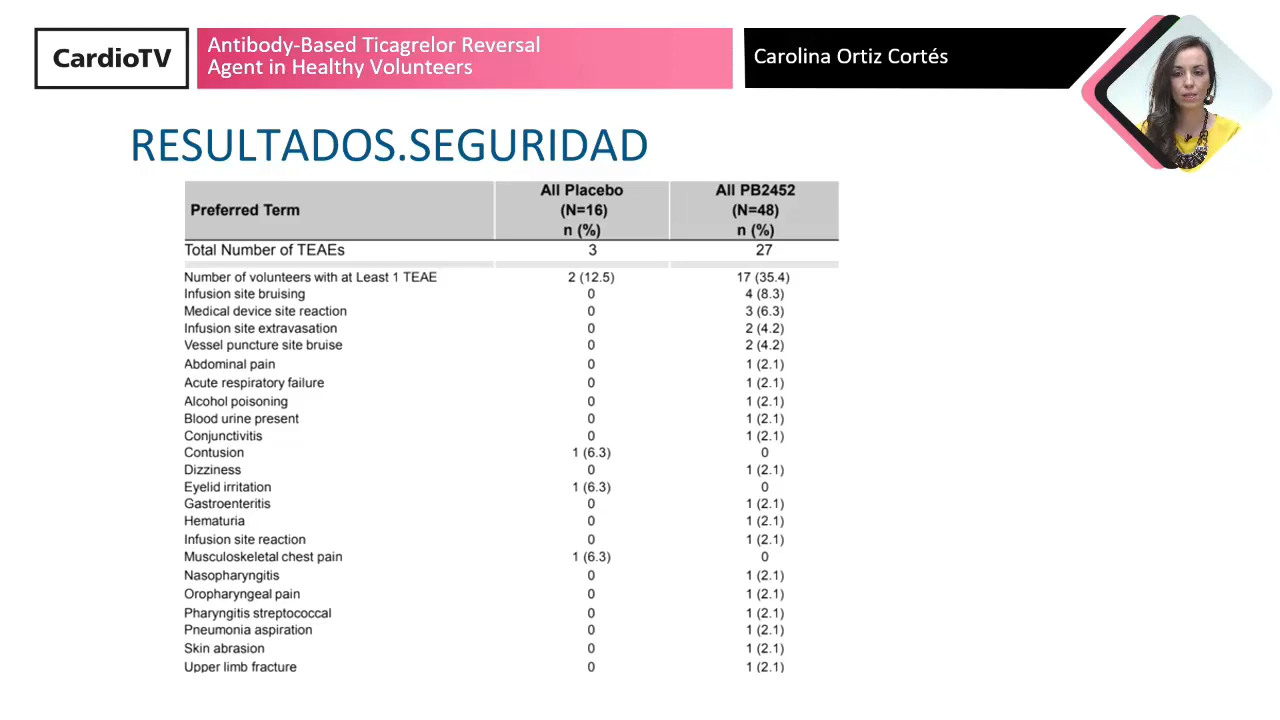 CardioTV
Antibody-Based Ticagrelor Reversal
Agent in Healthy Volunteers
Carolina Ortiz Cortés
RESULTADOS.SEGURIDAD
Preferred Term All Placebo (N=16) n (%) All PB2452 (N=48) n (%)
Total Number of TEAEs 3 27
Number of volunteers with at Least 1 TEAE 2 (12.5) 17 (35.4)
Infusion site bruising 0 4 (8.3)
Medical device site reaction 0 3 (6.3)
Infusion site extravasation 0 2 (4.2)
Vessel puncture site bruise 0 2 (4.2)
Abdominal pain 0 1 (2.1)
Acute respiratory failure 0 1 (2.1)
Alcohol poisoning 0 1 (2.1)
Blood urine present 0 1 (2.1)
Conjunctivitis 0 1 (2.1)
Contusion 1 (6.3) 0
Dizziness 0 1 (2.1)
Eyelid irritation 1 (6.3) 0
Gastroenteritis 0 1 (2.1)
Hematuria 0 1 (2.1)
Infusion site reaction 0 1 (2.1)
Musculoskeletal chest pain 1 (6.3) 0
Nasopharyngitis 0 1 (2.1)
Oropharyngeal pain 0 1 (2.1)
Pharyngitis streptococcal 0 1 (2.1)
Pneumonia aspiration 0 1 (2.1)
Skin abrasion 0 1 (2.1)
Upper limb fracture 0 1 (2.1)